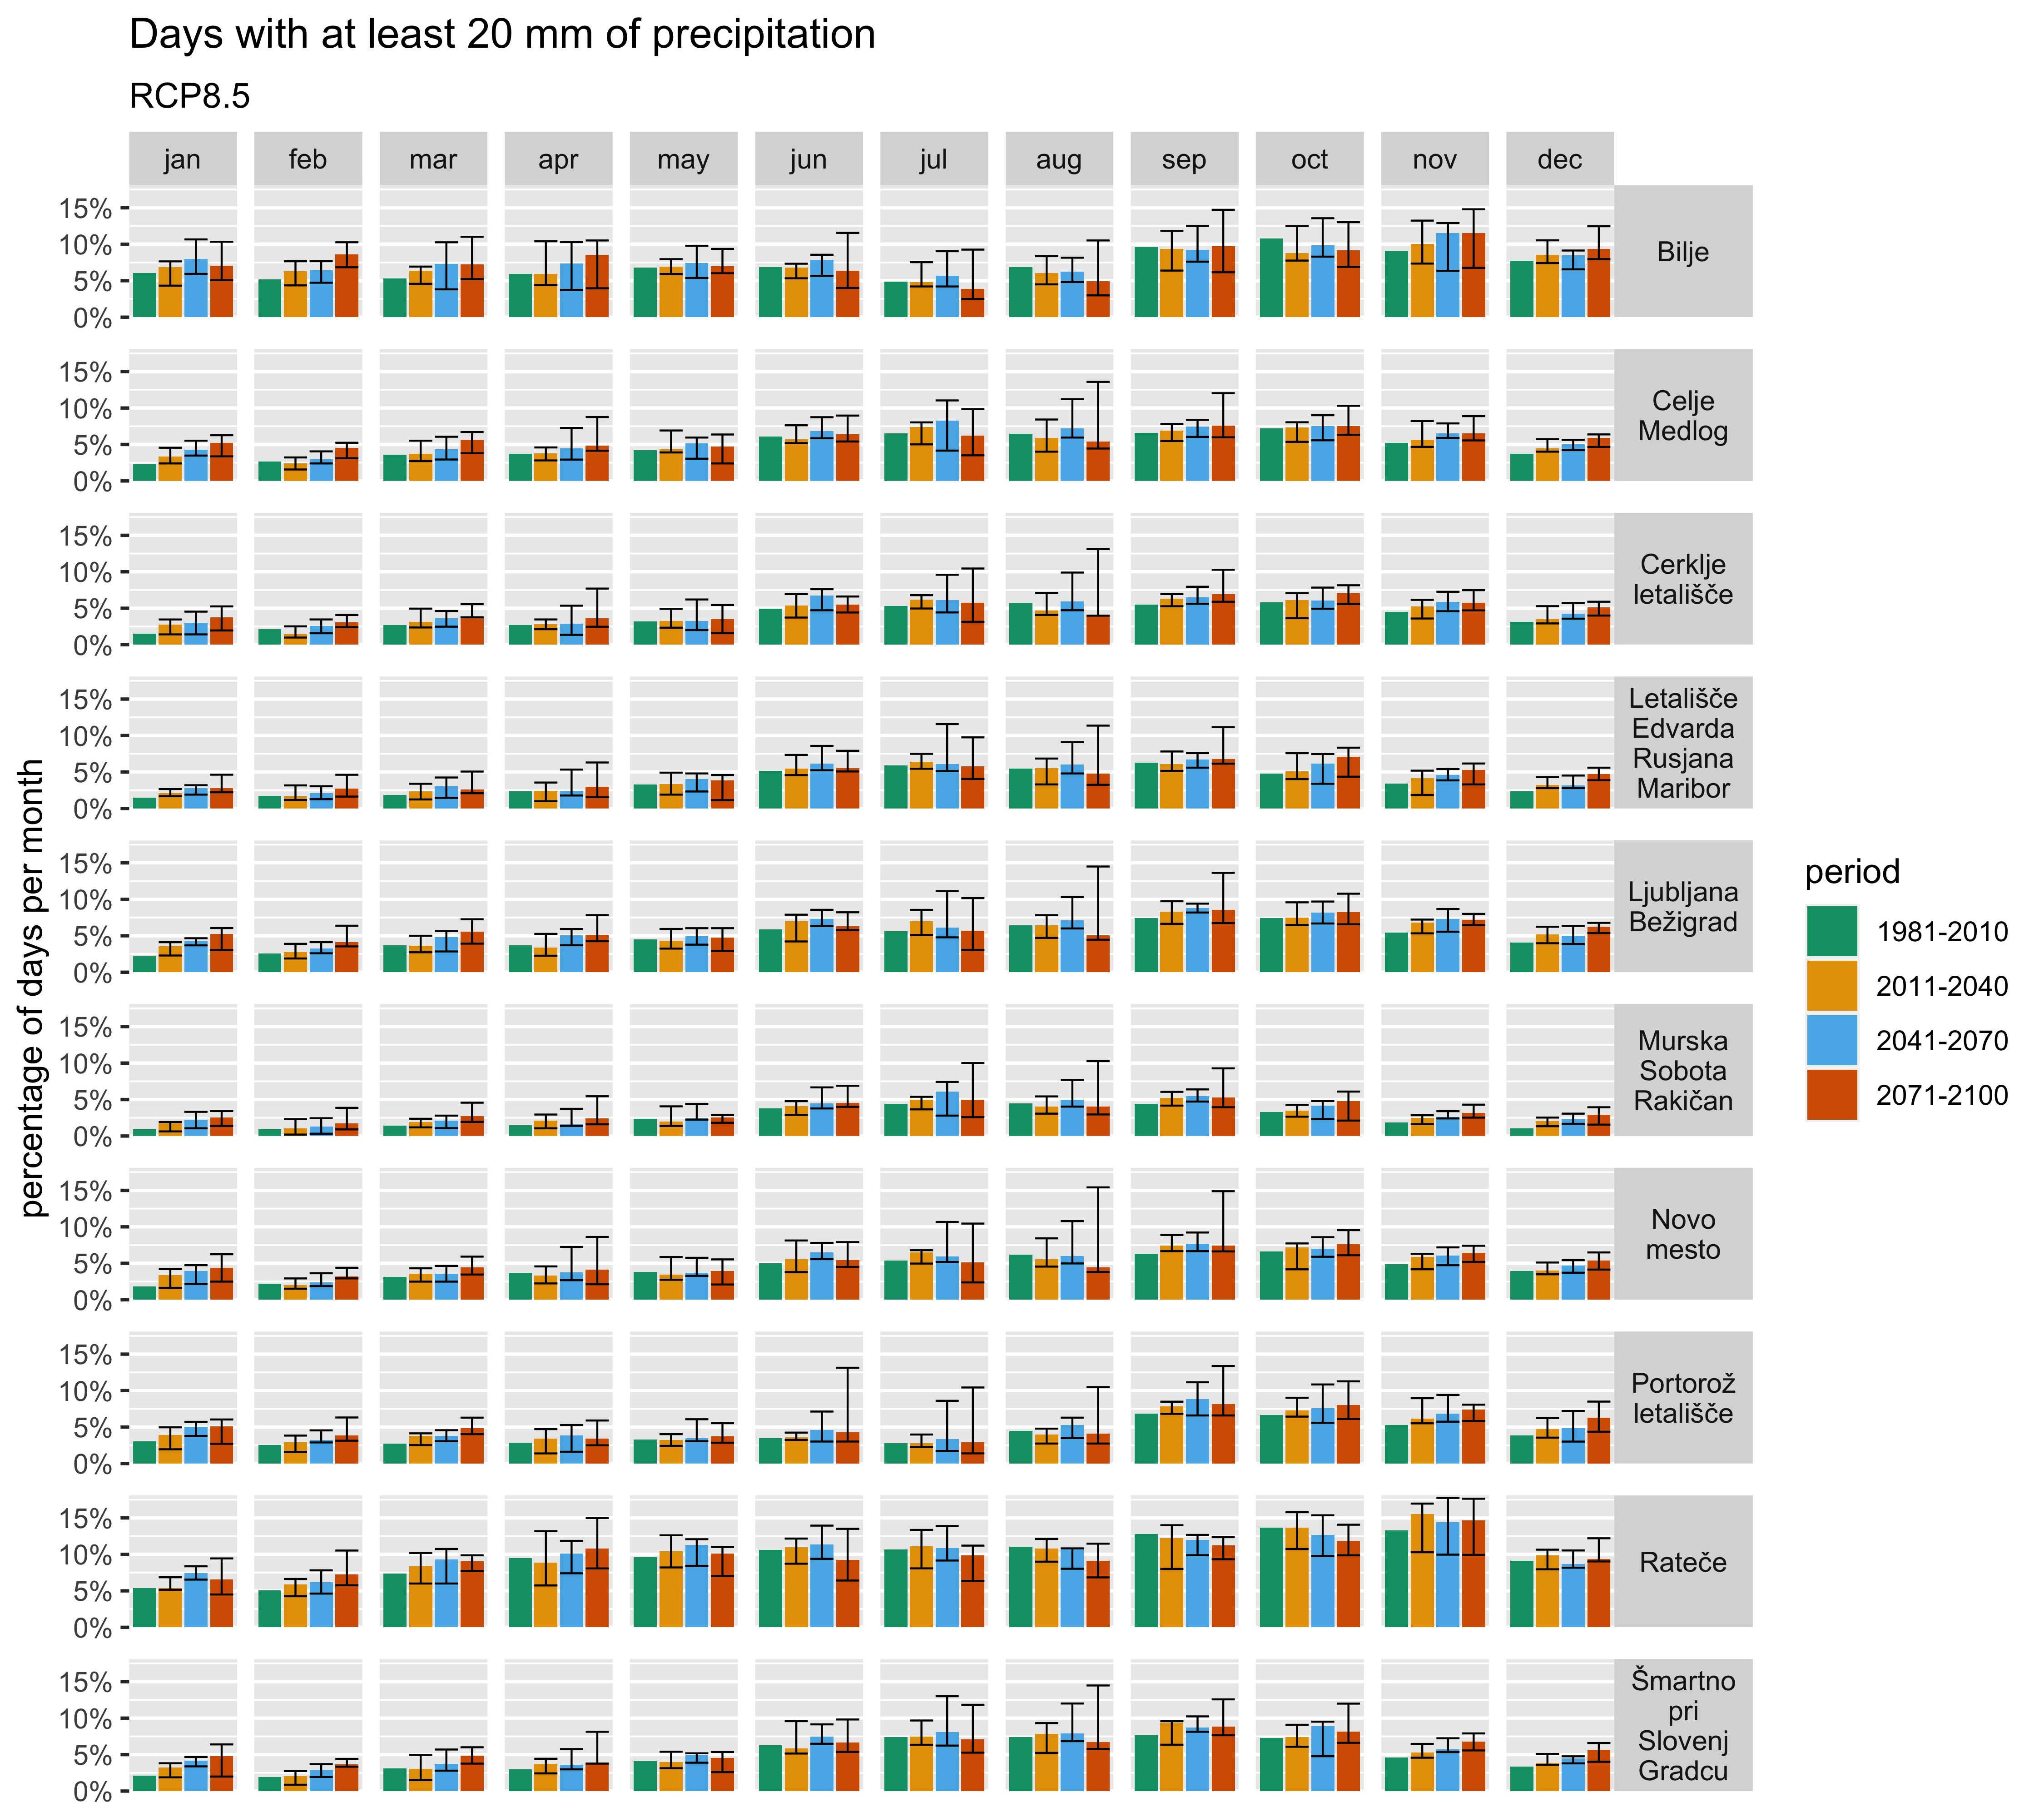 Days with at least 20 mm of precipitation
RCP8.5
jan feb mar apr may jun jul aug sep oct nov dec
15%
10%
5%
0%
Bilje
15%
10%
5%
0%
Celje
Medlog
15%
10%
5%
0%
Cerklje
letališče
15%
10%
5%
0%
Letališče
Edvarda
Rusjana
Maribor
15%
10%
5%
0%
Ljubljana
Bežigrad
15%
10%
5%
0%
Murska
Sobota
Rakičan
15%
10%
5%
0%
Novo
mesto
15%
10%
5%
0%
Portorož
letališče
15%
10%
5%
0%
Rateče
15%
10%
5%
0%
Šmartno
pri
Slovenj
Gradcu
percentage of days per month
period
1981-2010
2011-2040
2041-2070
2071-2100